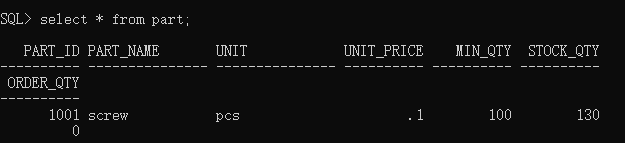 SQL> select * from part;
PART_ID PART_NAME UNIT UNIT_PRICE MIN_QTY STOCK_QTY
---------- --------------- --------------- ---------- ---------- ----------
ORDER_QTY
----------
1001 screw pcs .1 100 130
0